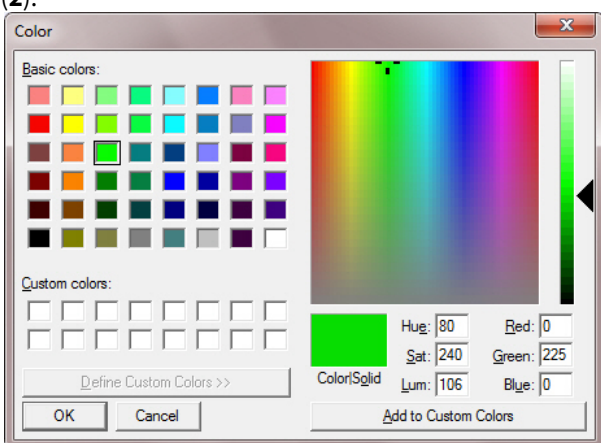 (2).
Color
Basic colors:
Custom colors:
Define Custom Colors >>
OK Cancel
Color|Solid
Hue: 80 Red: 0
Sat: 240 Green: 225
Lum: 106 Blue: 0
Add to Custom Colors